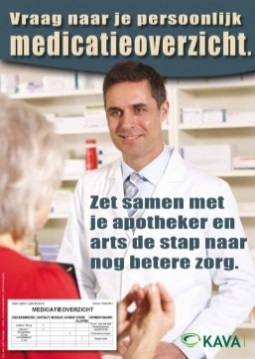 Vraag naar je persoonlijk
medicatieoverzicht.
Zet samen met
je apotheker en
arts de stap naar
nog betere zorg.
MEDICATIEOVERZICHT
KAVA